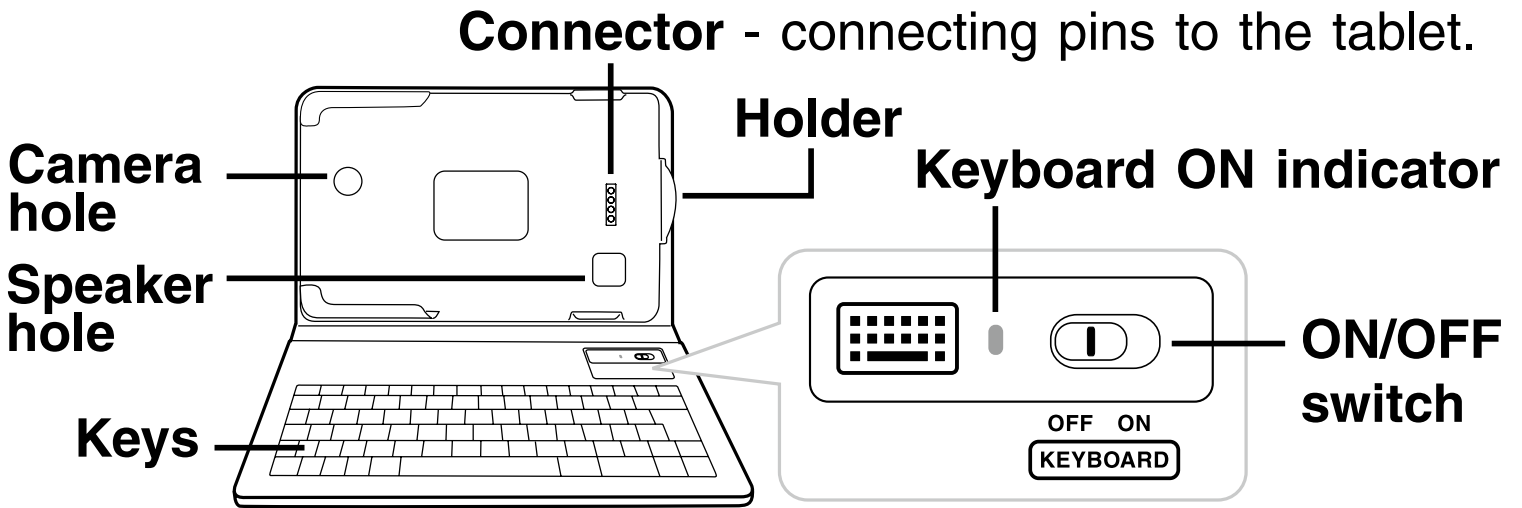 Connector - connecting pins to the tablet.
Holder
Keyboard ON indicator
Camera
hole
Speaker
hole
ON/OFF
switch
Keys
OFF ON
KEYBOARD